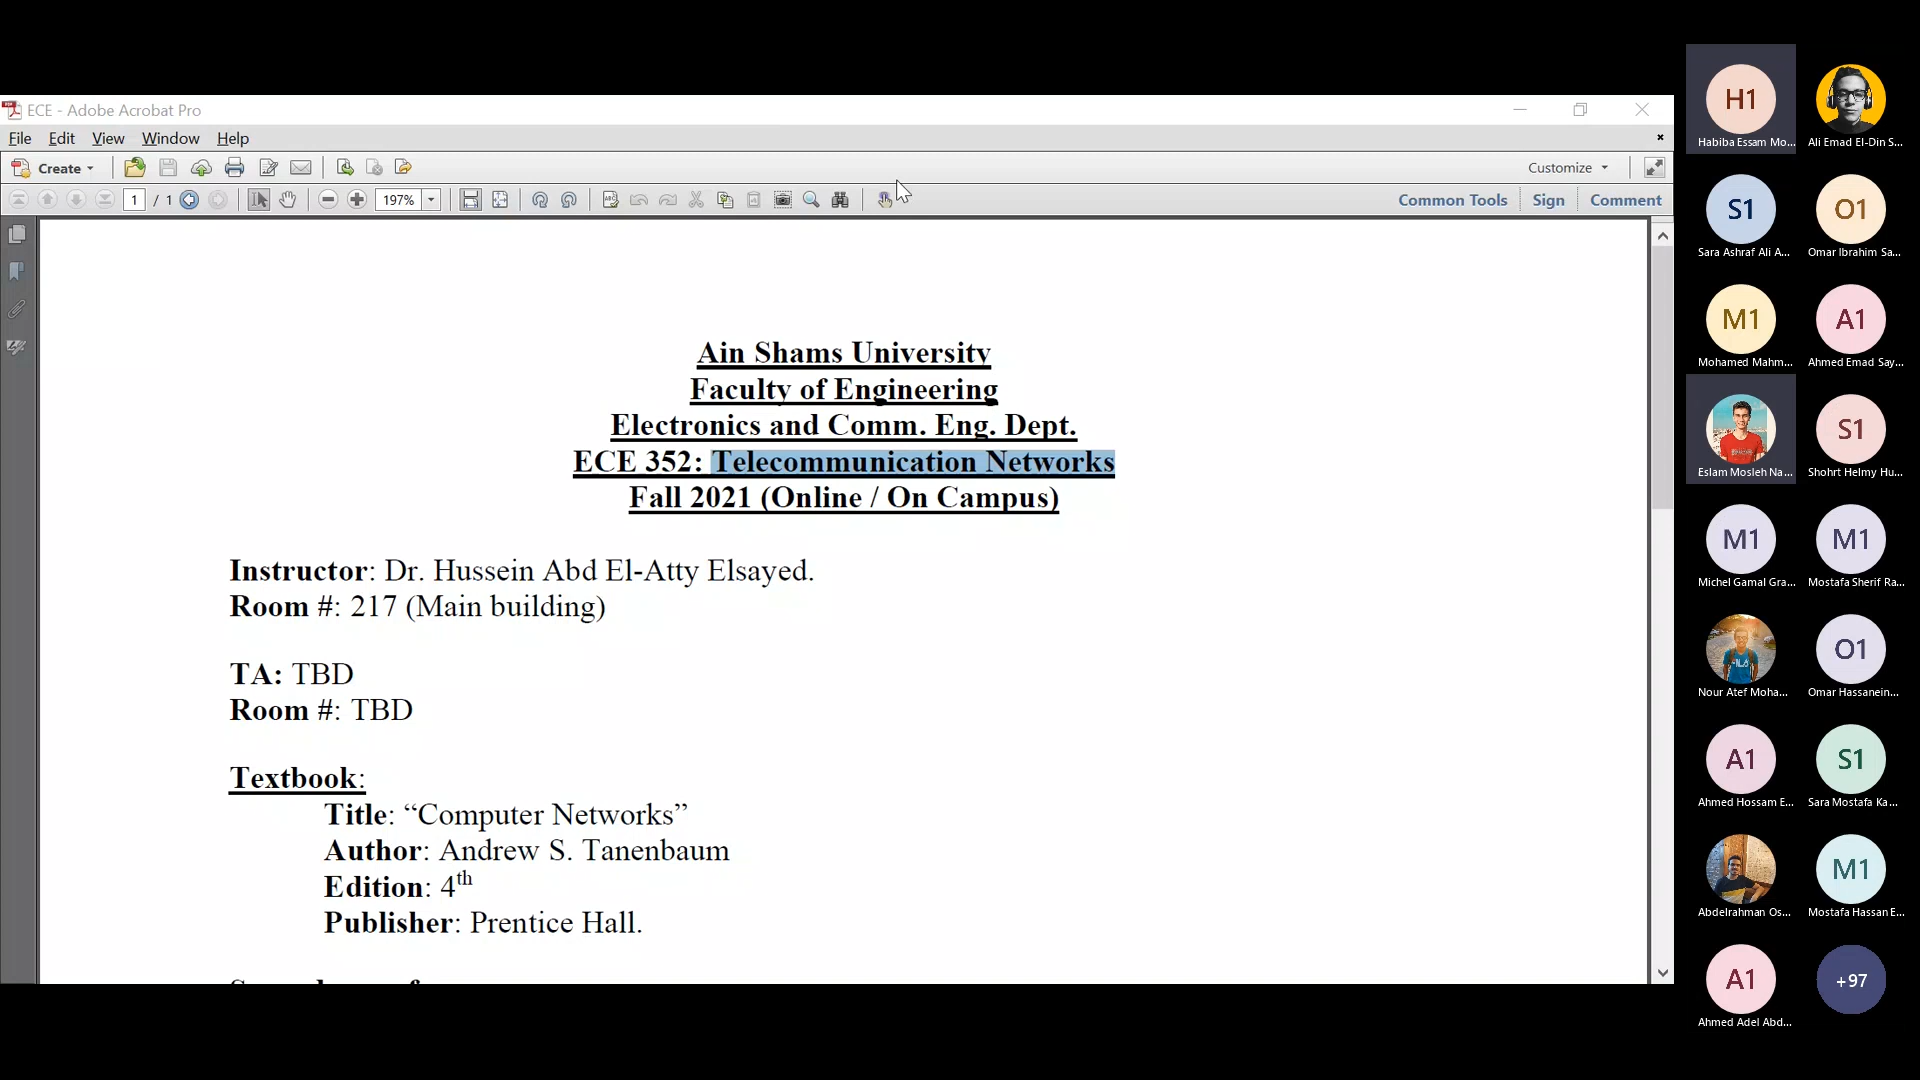 ECE - Adobe Acrobat Pro
File Edit View Window Help
Create
Customize
1 / 1
197%
Common Tools Sign Comment
Ain Shams University
Faculty of Engineering
Electronics and Comm. Eng. Dept.
ECE 352: Telecommunication Networks
Fall 2021 (Online / On Campus)
Instructor: Dr. Hussein Abd El-Atty Elsayed.
Room #: 217 (Main building)
TA: TBD
Room #: TBD
Textbook:
Title: “Computer Networks”
Author: Andrew S. Tanenbaum
Edition: 4th
Publisher: Prentice Hall.
H1
Habiba Essam Mo...
Ali Emad El-Din S...
S1 O1
Sara Ashraf Ali A... Omar Ibrahim Sa...
M1 A1
Mohamed Mahm... Ahmed Emad Say...
S1
Eslam Mosleh Na... Shohrt Helmy Hu...
M1 M1
Michel Gamal Gra... Mostafa Sherif Ra...
O1
Nour Atef Moha... Omar Hassanein...
A1 S1
Ahmed Hossam E... Sara Mostafa Ka...
M1
Abdelrahman Os... Mostafa Hassan E...
A1 +97
Ahmed Adel Abd...